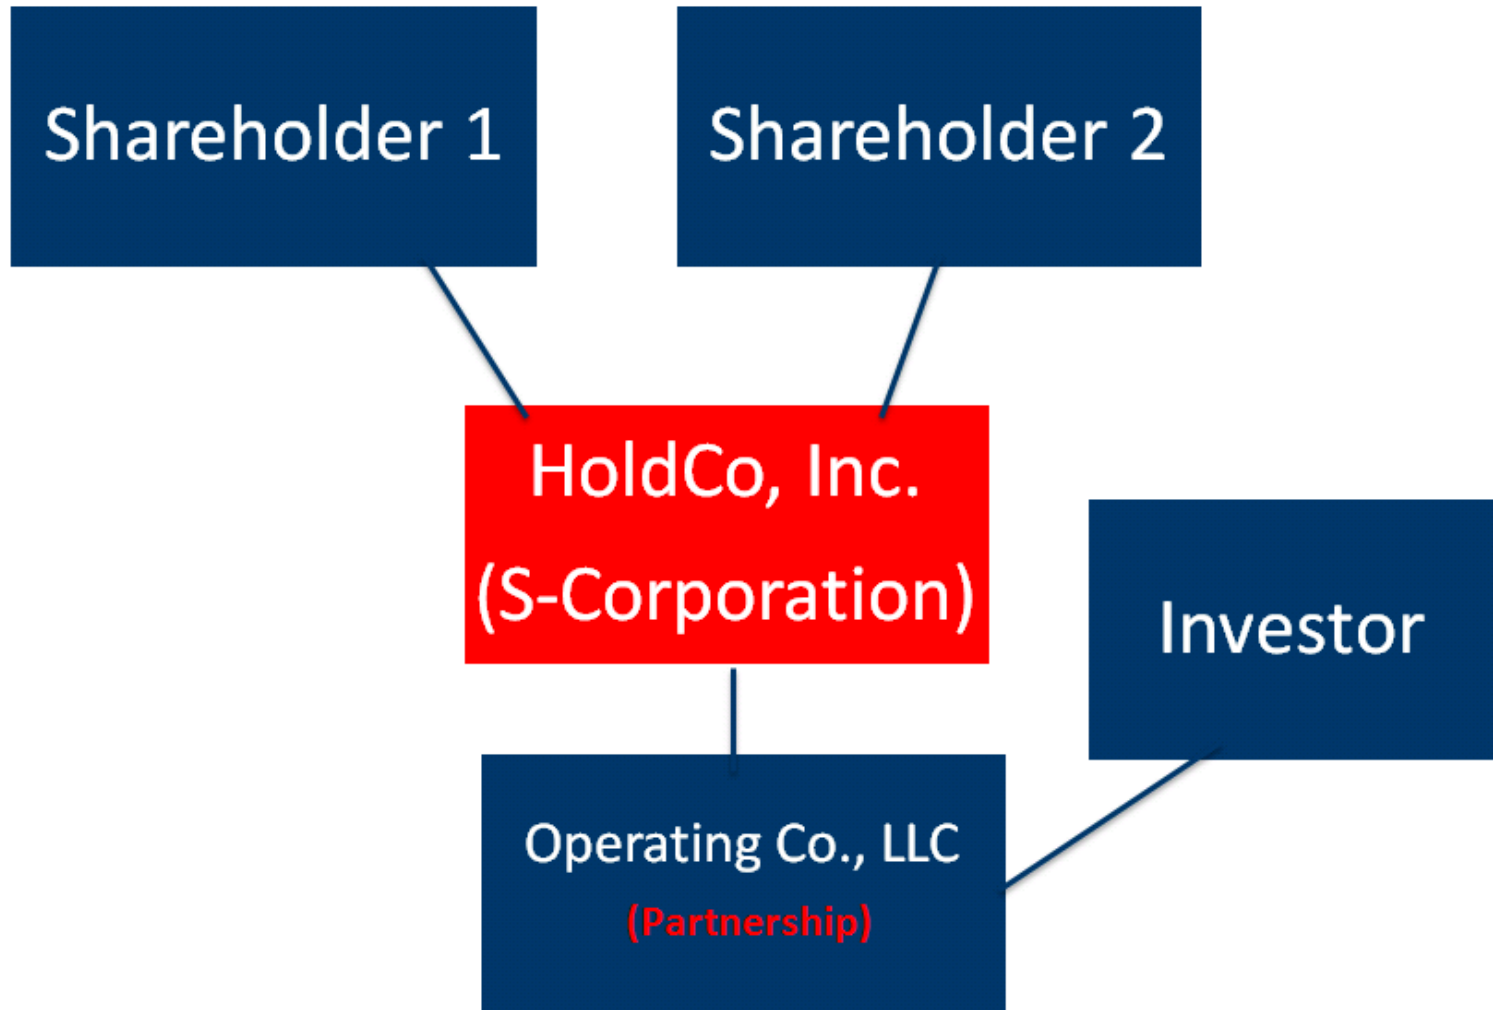 Shareholder 1
Shareholder 2
HoldCo, Inc.
(S-Corporation)
Investor
Operating Co., LLC
(Partnership)